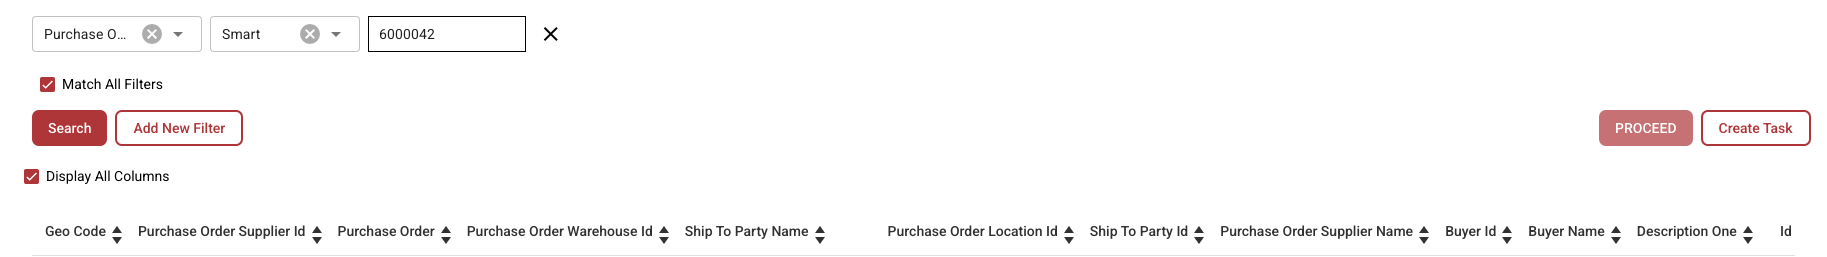 Purchase O... Smart 6000042
Match All Filters
Search Add New Filter PROCEED Create Task
Display All Columns
Geo Code Purchase Order Supplier Id Purchase Order Purchase Order Warehouse Id Ship To Party Name Purchase Order Location Id Ship To Party Id Purchase Order Supplier Name Buyer Id Buyer Name Description One Id